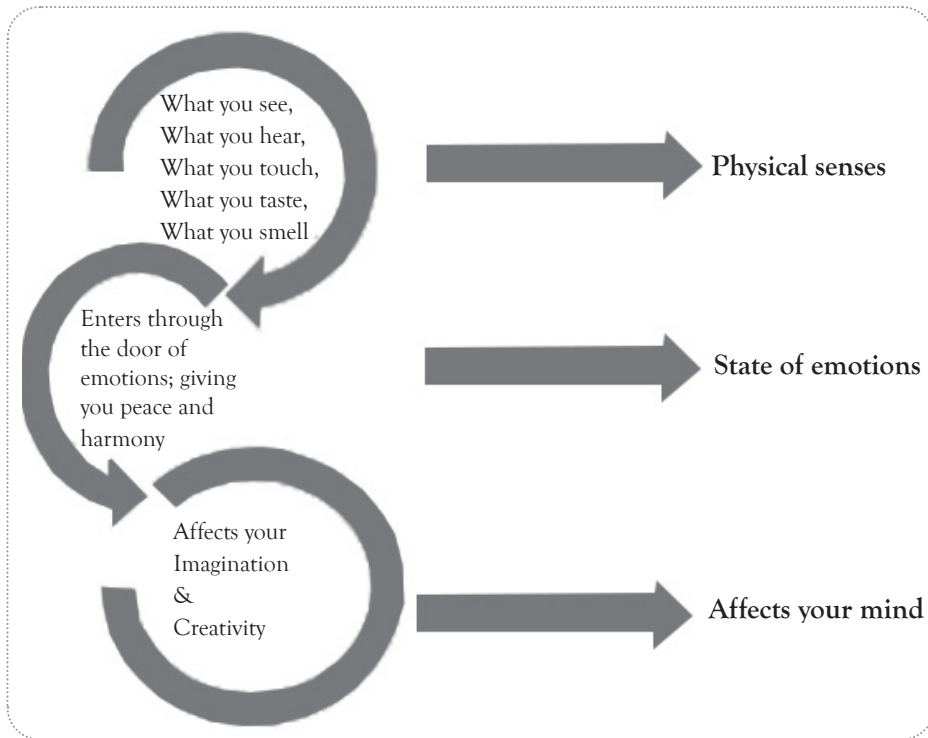 What you see,
What you hear,
What you touch,
What you taste,
What you smell
Physical senses
Enters through
the door of
emotions; giving
you peace and
harmony
State of emotions
Affects your
Imagination
&
Creativity
Affects your mind